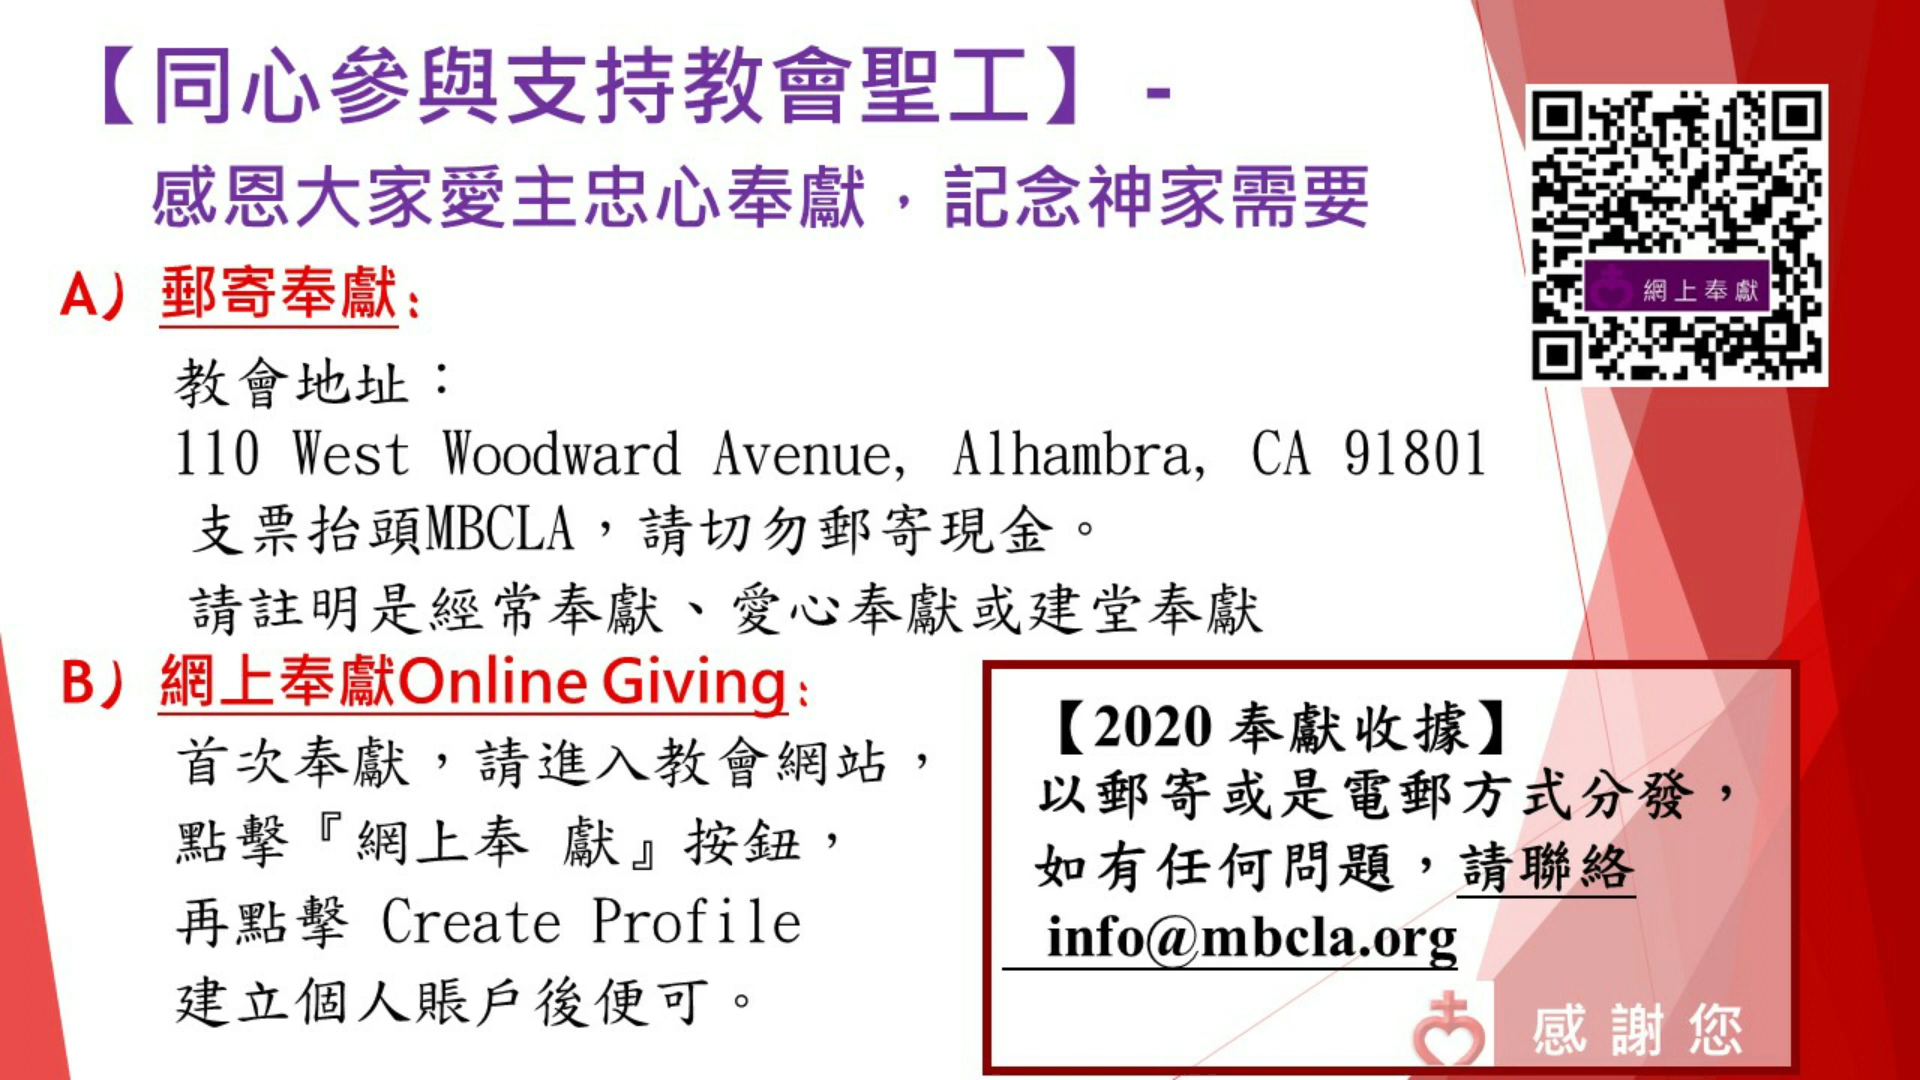 【同心參與支持教會聖工】-
感恩大家愛主忠心奉獻，記念神家需要
網上奉獻
A）郵寄奉獻：
教會地址：
110 West Woodward Avenue, Alhambra, CA 91801
支票抬頭MBCLA，請切勿郵寄現金。
請註明是經常奉獻、愛心奉獻或建堂奉獻
B）網上奉獻Online Giving：
首次奉獻，請進入教會網站，
點擊『網上奉 獻』按鈕，
再點擊 Create Profile
建立個人賬戶後便可。
【2020 奉獻收據】
以郵寄或是電郵方式分發，
如有任何問題，請聯絡
info@mbcla.org
感謝您